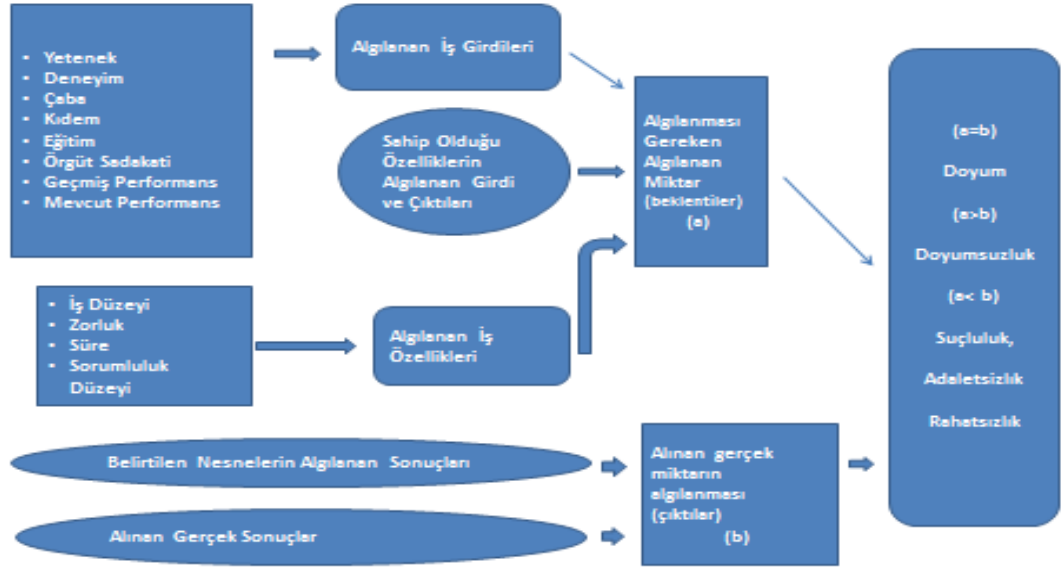 • Yetenek
• Deneyim
• Çaba
• Kıdem
• Eğitim
• Örgüt Sadakati
• Geçmiş Performans
• Mevcut Performans
Algılanan İş Girdileri
Sahip Olduğu
Özelliklerin
Algılanan Girdi
ve Çıktıları
Algılanması
Gereken
Algılanan
Miktar
(beklentiler)
(a)
• İş Düzeyi
• Zorluk
• Süre
• Sorumluluk
Düzeyi
Algılanan İş
Özellikleri
Belirtilen Nesnelerin Algılanan Sonuçları
Alınan Gerçek Sonuçlar
Alınan gerçek
miktarın
algılanması
(çıktılar)
(b)
(a=b)
Doyum
(a>b)
Doyumsuzluk
(a< b)
Suçluluk,
Adaletsizlik
Rahatsızlık